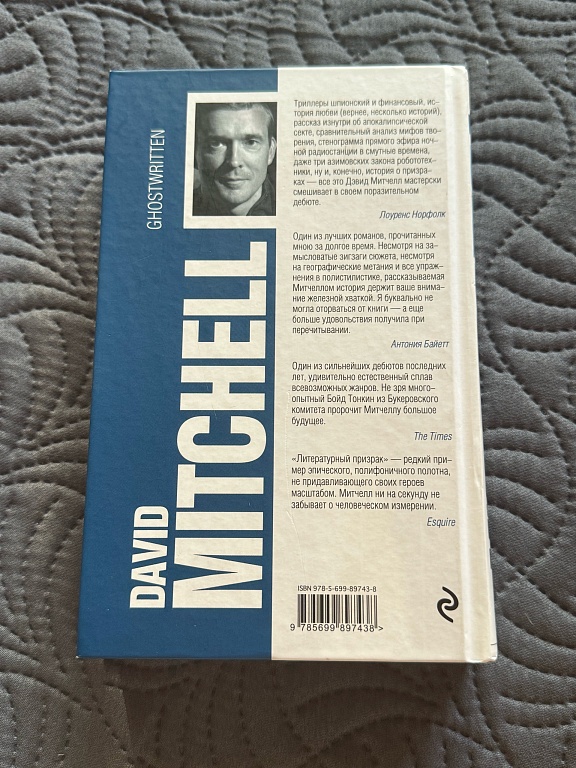 GHOSTWRITTEN
DAVID
MITCHELL
Триллеры шпионский и финансовый, ис-
тория любви (вернее, несколько историй),
рассказ изнутри об апокалипсической
секте, сравнительный анализ мифов тво-
рения, стенограмма прямого эфира ноч-
ной радиостанции в смутные времена,
даже три азимовских закона робототех-
ники, ну и, конечно, история о призра-
ках — все это Дэвид Митчелл мастерски
смешивает в своем поразительном
дебюте.
Лоуренс Норфолк
Один из лучших романов, прочитанных
мною за долгое время. Несмотря на за-
мысловатые зигзаги сюжета, несмотря
на географические метания и все упраж-
нения в полистилистике, рассказываемая
Митчеллом история держит ваше внима-
ние железной хваткой. Я буквально не
могла оторваться от книги — а еще
больше удовольствия получила при
перечитывании.
Антония Байетт
Один из сильнейших дебютов последних
лет, удивительно естественный сплав
всевозможных жанров. Не зря много-
опытный Бойд Тонкин из Букеровского
комитета пророчит Митчеллу большое
будущее.
The Times
«Литературный призрак» — редкий при-
мер эпического, полифоничного полотна,
не придавливающего своих героев
масштабом. Митчелл ни на секунду не
забывает о человеческом измерении.
Esquire
ISBN 978-5-699-89743-8
9 785699 897438 >